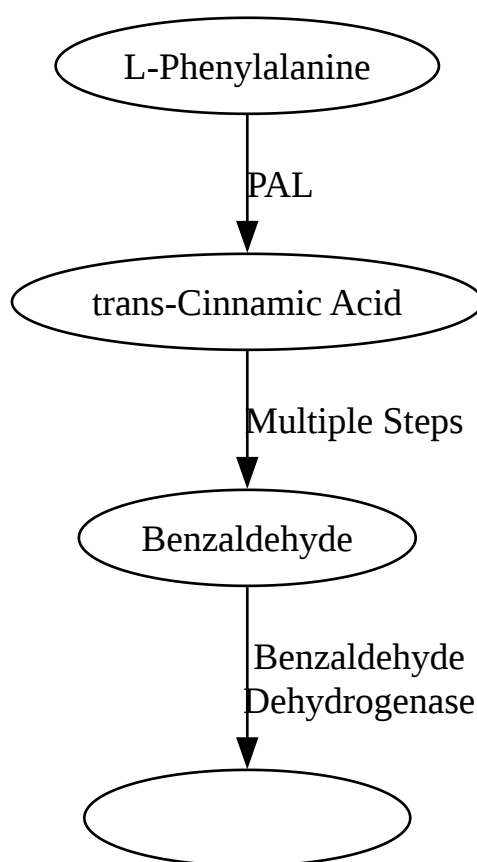 L-Phenylalanine
PAL
trans-Cinnamic Acid
Multiple Steps
Benzaldehyde
Benzaldehyde
Dehydrogenase